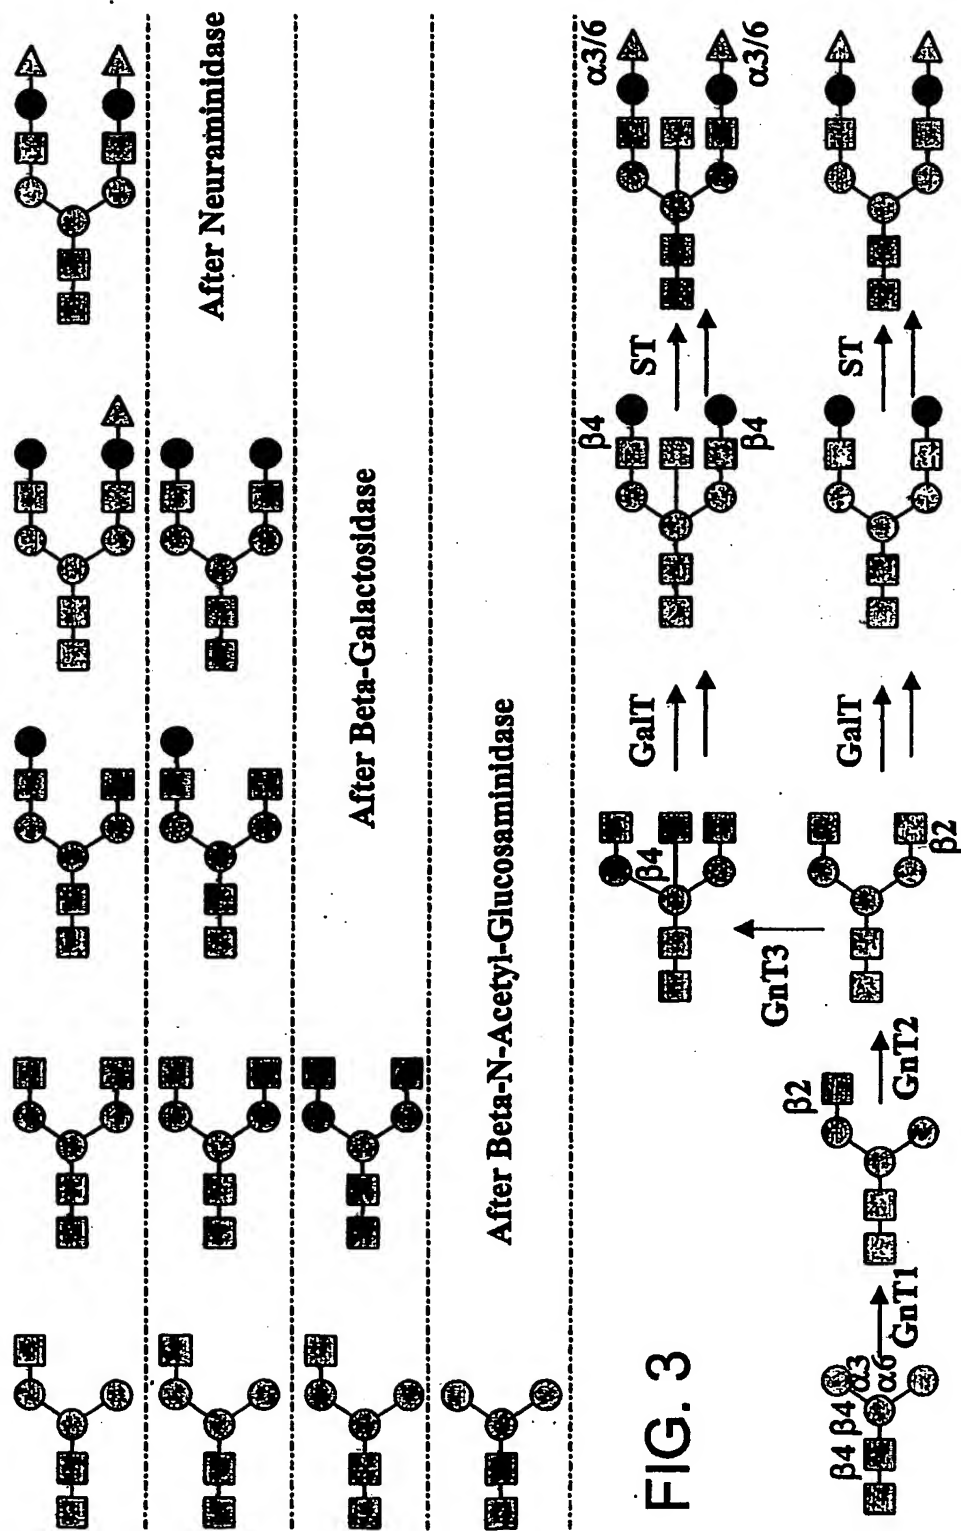 After Neuraminidase
After Beta-Galactosidase
After Beta-N-Acetyl-Glucosaminidase
FIG. 3
β4
β4
α3
α6
GnT1
β2
GnT2
β2
GnT3
β4
GalT
GalT
β4
β4
ST
ST
α3/6
α3/6